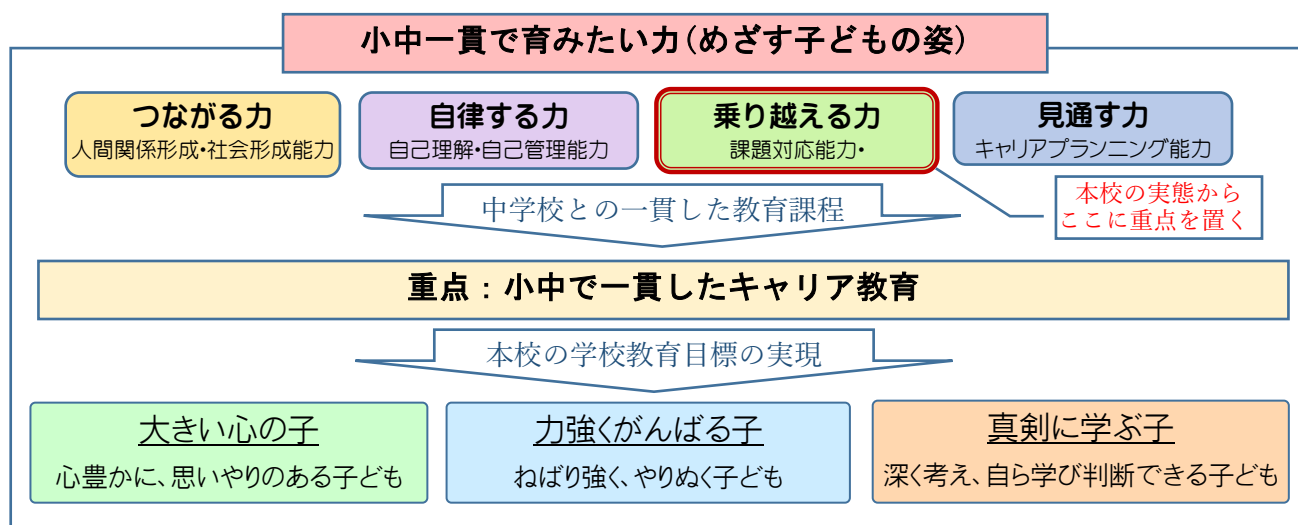 小中一貫で育みたい力(めざす子どもの姿)
つながる力
人間関係形成・社会形成能力
自律する力
自己理解・自己管理能力
乗り越える力
課題対応能力・
見通す力
キャリアプランニング能力
中学校との一貫した教育課程
本校の実態から
ここに重点を置く
重点：小中で一貫したキャリア教育
本校の学校教育目標の実現
大きい心の子
心豊かに、思いやりのある子ども
力強くがんばる子
ねばり強く、やりぬく子ども
真剣に学ぶ子
深く考え、自ら学び判断できる子ども